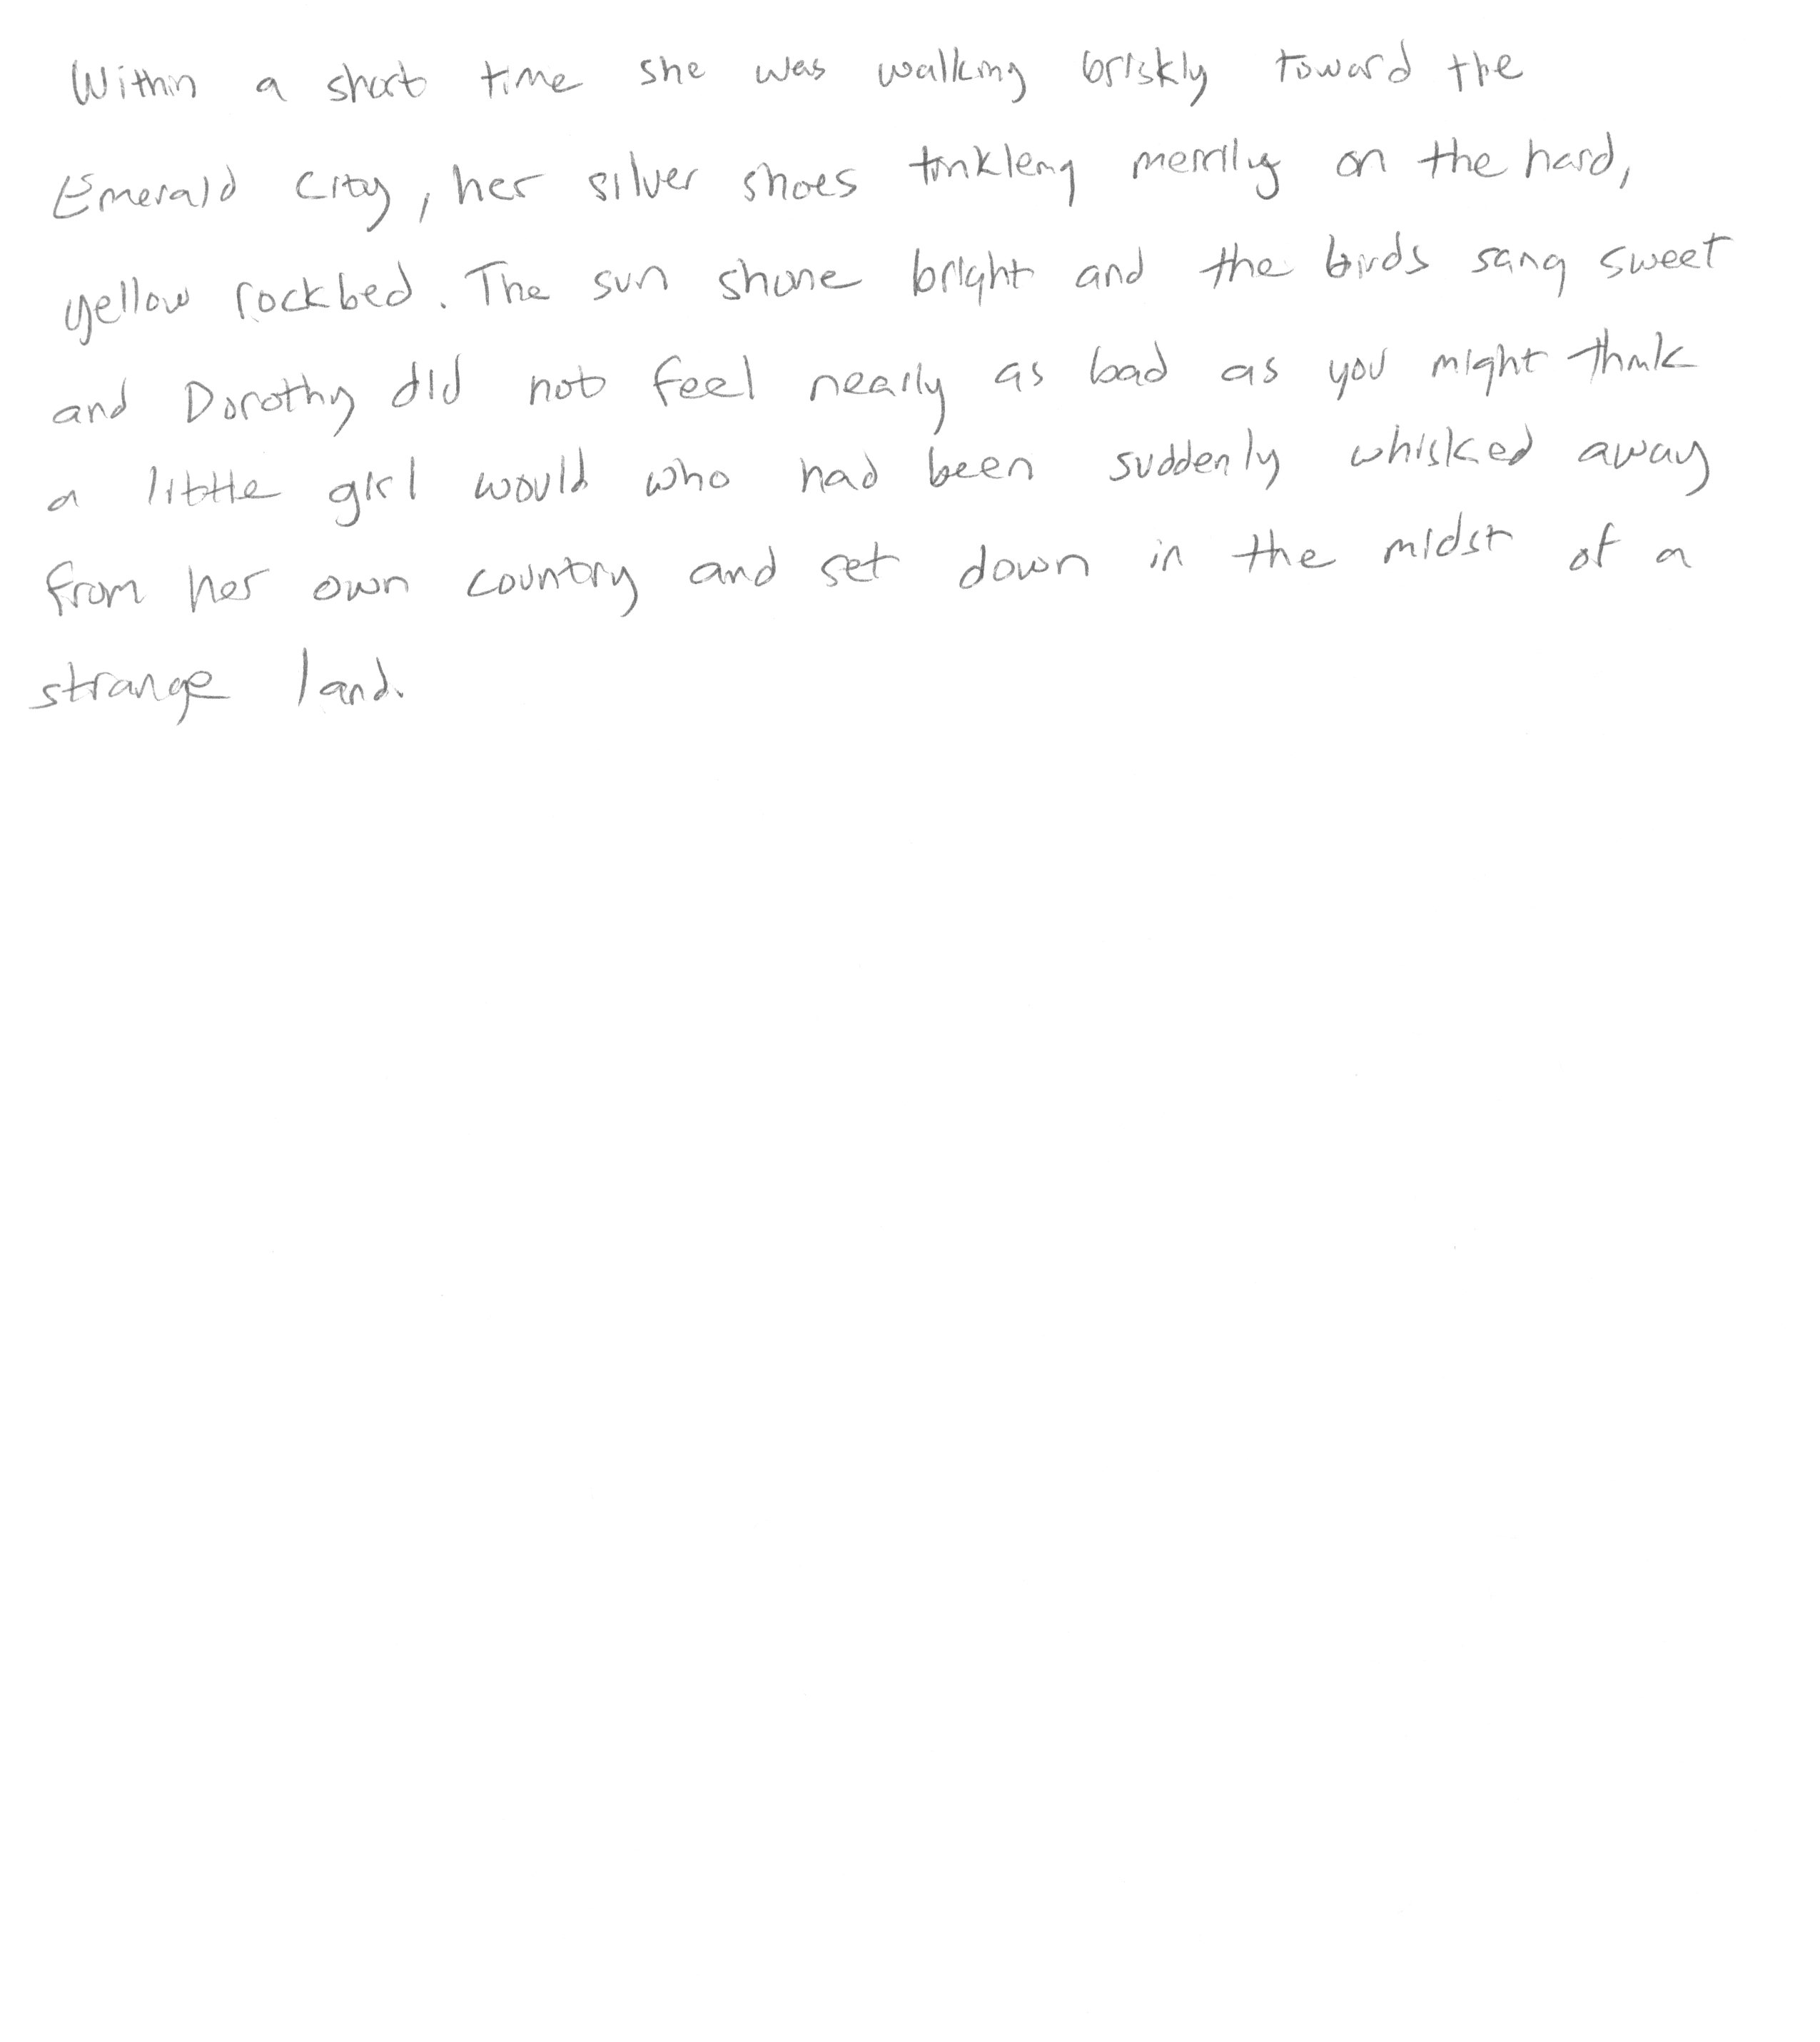 Within a short time she was walking briskly toward the
Emerald City, her silver shoes tinkleing merrily on the hard,
yellow rockbed. The sun shone bright and the birds sang sweet
and Dorothy did not feel nearly as bad as you might think
a little girl would who had been suddenly whisked away
from her own country and set down in the midst of a
strange land.